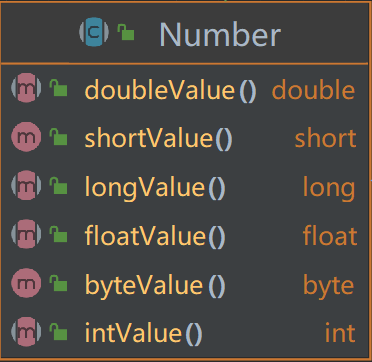 Number
doubleValue() double
shortValue() short
longValue() long
floatValue() float
byteValue() byte
intValue() int